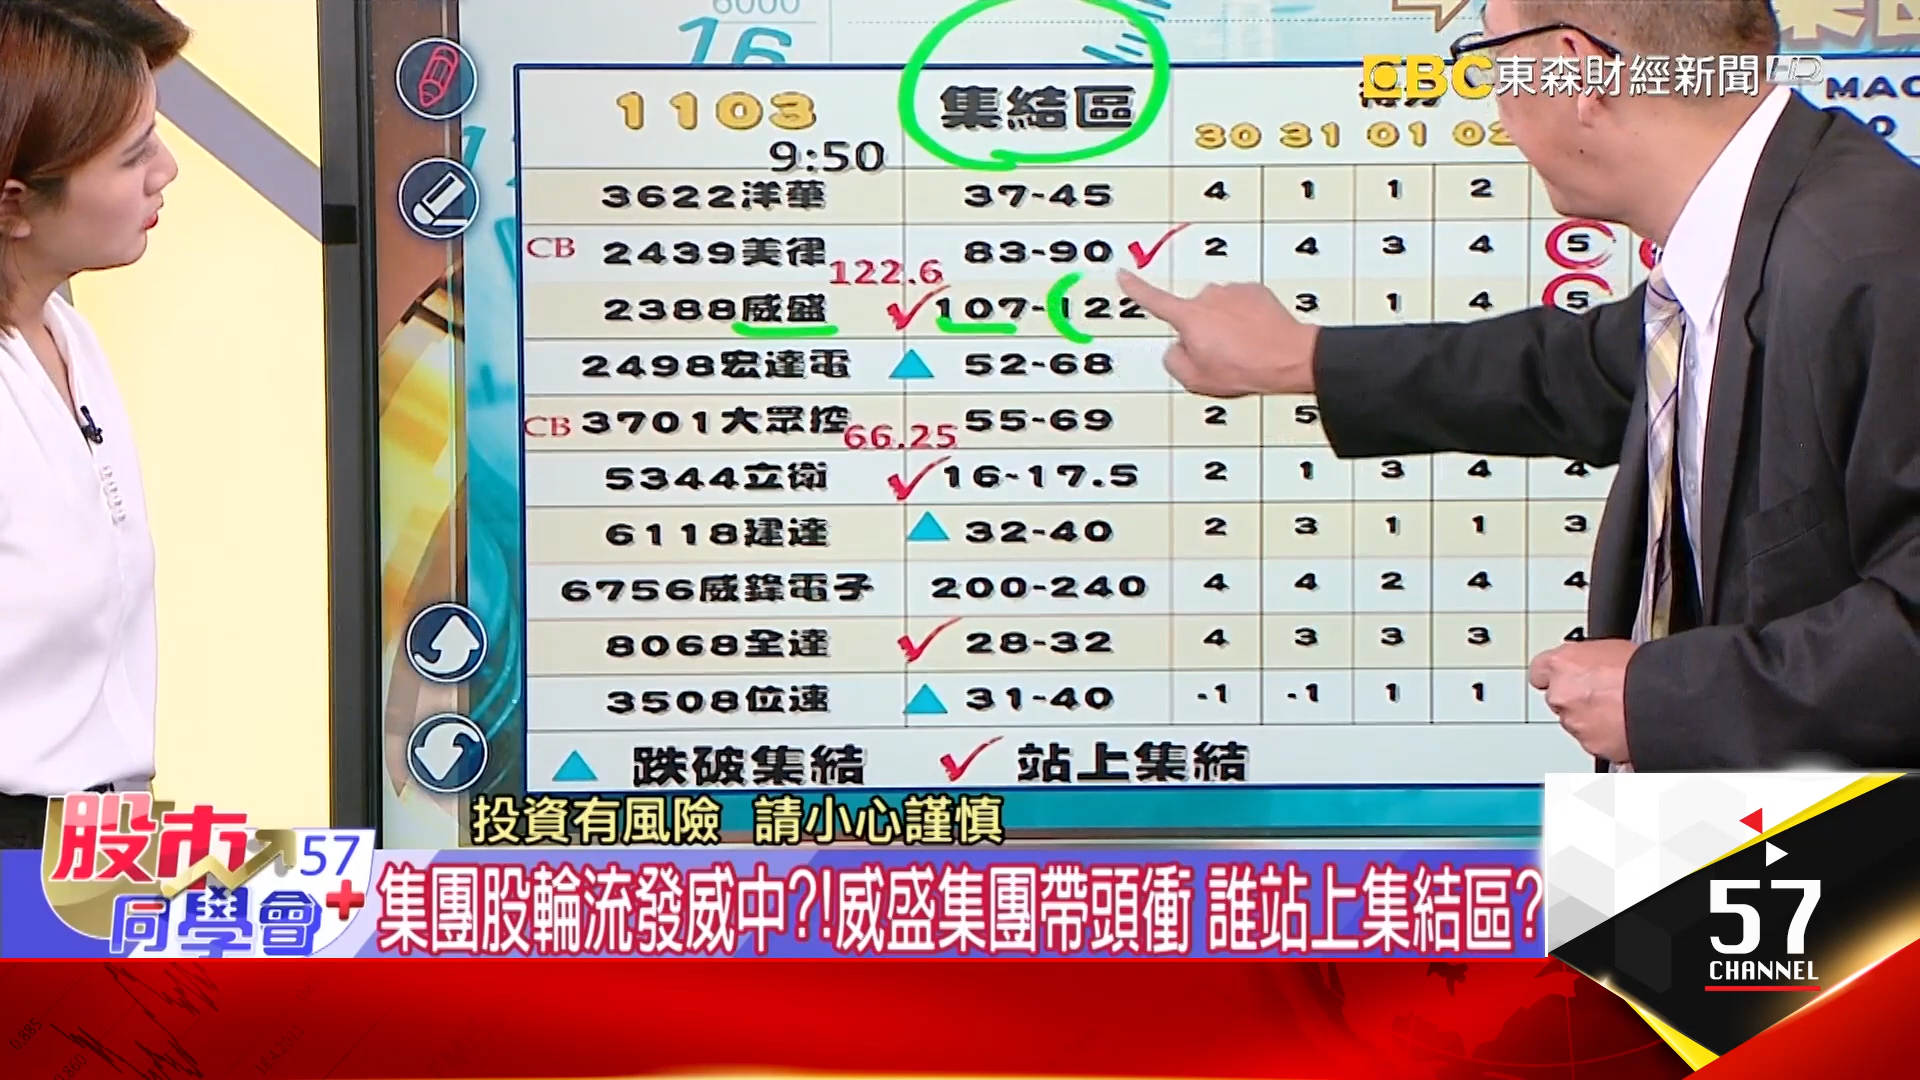 6000
16
EBC東森財經新聞HD
1103 9:50 集結區
30 31 01 02
MAC
3622洋華 37-45 4 1 1 2
CB 2439美律 83-90 2 4 3 4 5
122.6
2388威盛 107-122 3 1 4 5
2498宏達電 52-68
CB 3701大眾控 55-69 2 5
66.25
5344立衛 16-17.5 2 1 3 4 4
6118建達 32-40 2 3 1 1 3
6756威鋒電子 200-240 4 4 2 4 4
8068全達 28-32 4 3 3 3 4
3508位速 31-40 -1 -1 1 1
跌破集結 站上集結
投資有風險 請小心謹慎
股市57
同學會+
集團股輪流發威中?!威盛集團帶頭衝 誰站上集結區?
57
CHANNEL
0.885
0.860